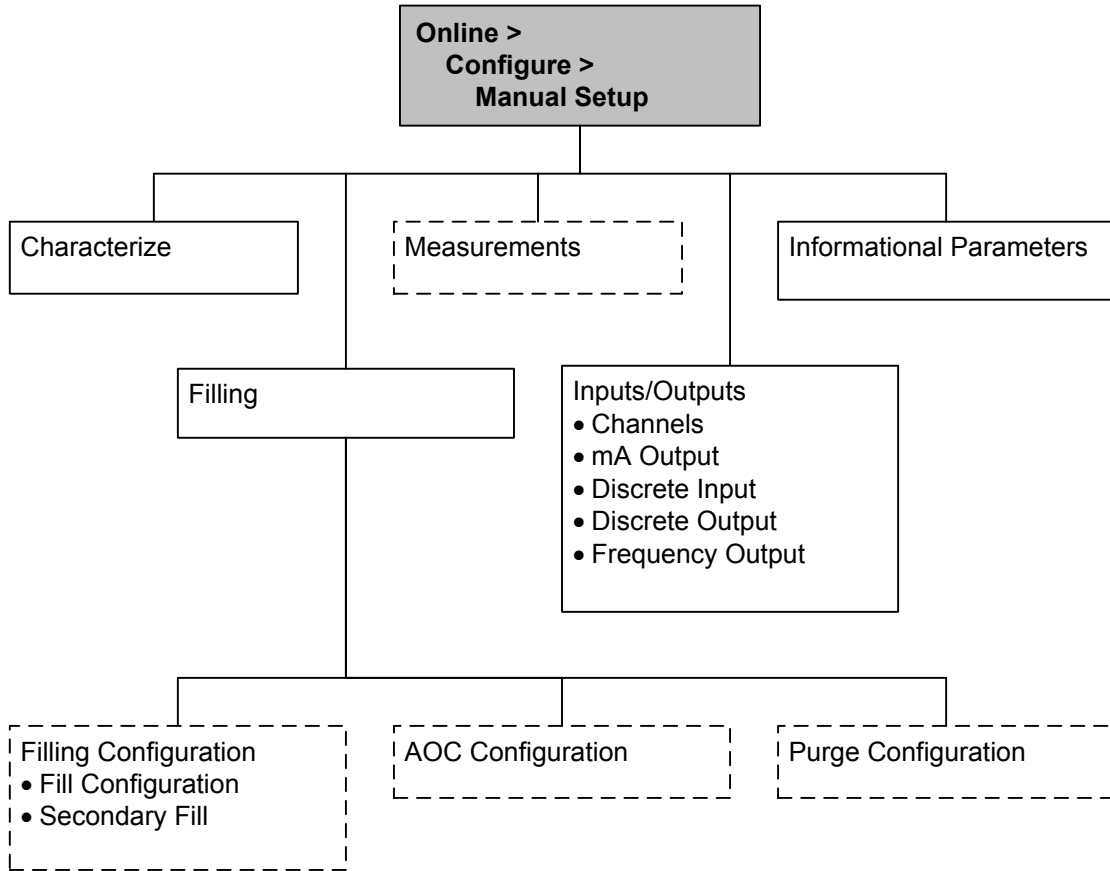 Online >
Configure >
Manual Setup
Characterize
Measurements
Informational Parameters
Filling
Inputs/Outputs
• Channels
• mA Output
• Discrete Input
• Discrete Output
• Frequency Output
Filling Configuration
• Fill Configuration
• Secondary Fill
AOC Configuration
Purge Configuration